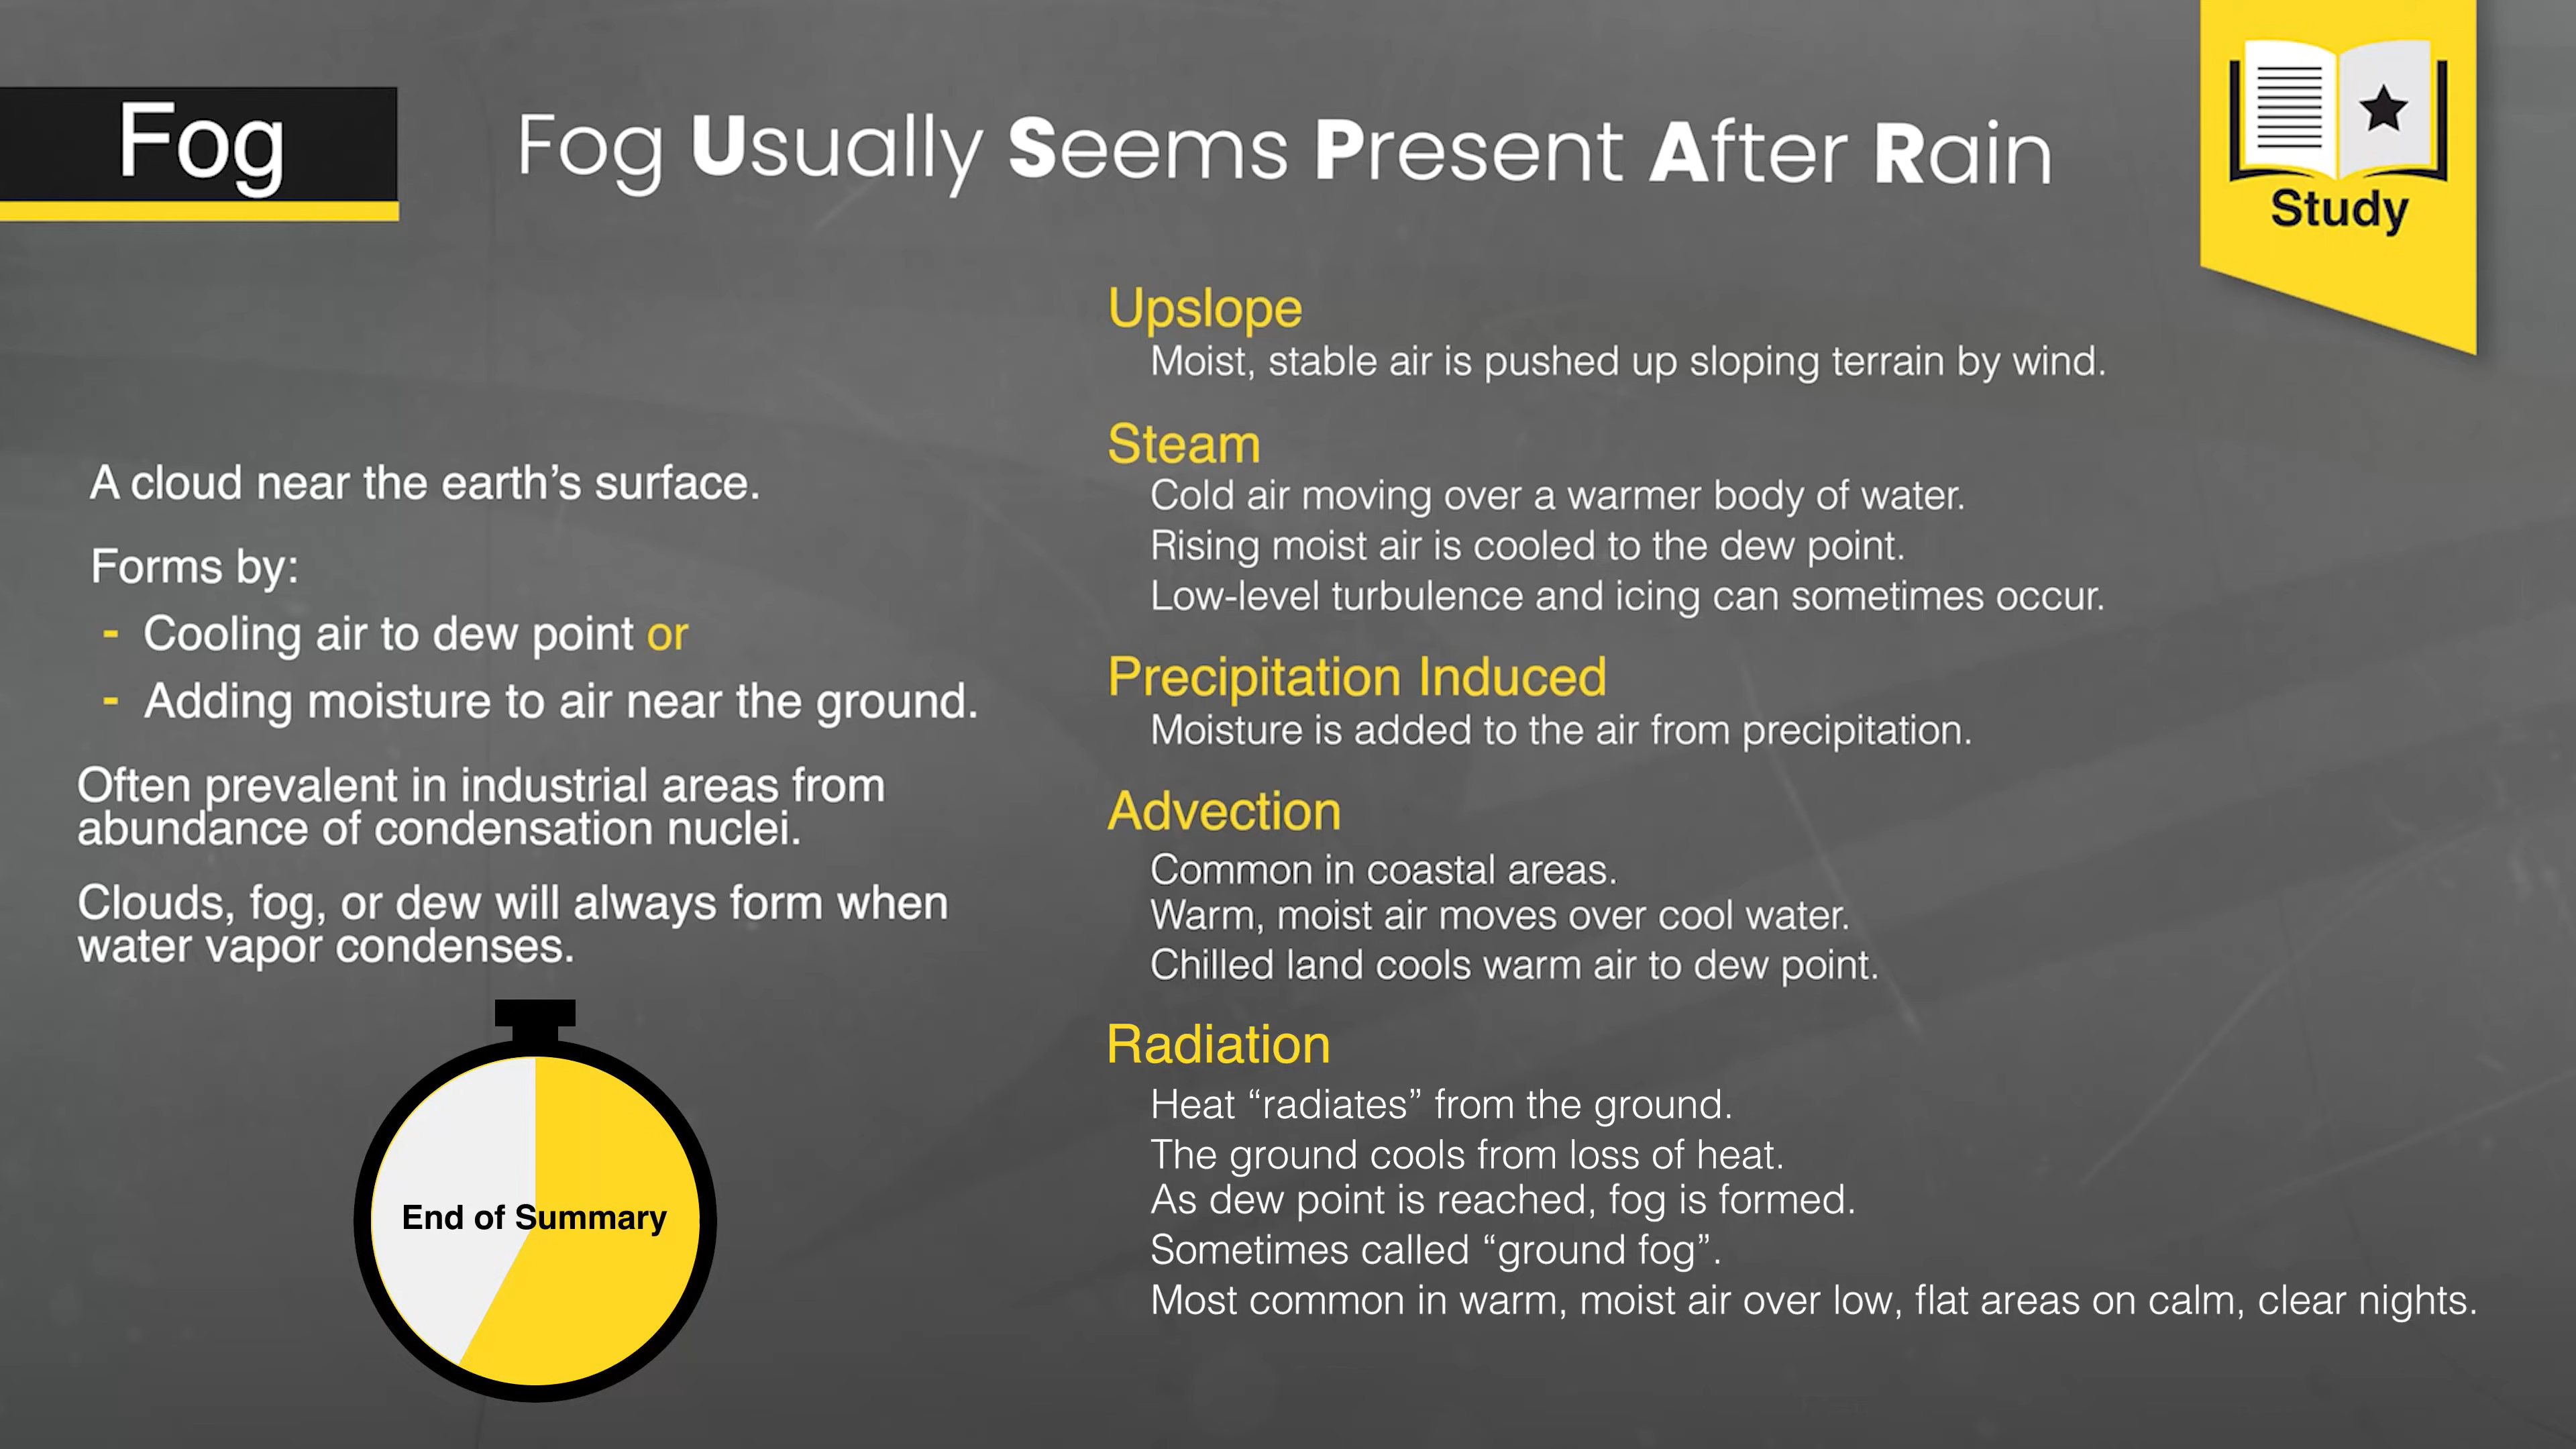 Fog
Fog Usually Seems Present After Rain
Study
A cloud near the earth’s surface.
Forms by:
- Cooling air to dew point or
- Adding moisture to air near the ground.
Often prevalent in industrial areas from
abundance of condensation nuclei.
Clouds, fog, or dew will always form when
water vapor condenses.
End of Summary
Upslope
Moist, stable air is pushed up sloping terrain by wind.
Steam
Cold air moving over a warmer body of water.
Rising moist air is cooled to the dew point.
Low-level turbulence and icing can sometimes occur.
Precipitation Induced
Moisture is added to the air from precipitation.
Advection
Common in coastal areas.
Warm, moist air moves over cool water.
Chilled land cools warm air to dew point.
Radiation
Heat “radiates” from the ground.
The ground cools from loss of heat.
As dew point is reached, fog is formed.
Sometimes called “ground fog”.
Most common in warm, moist air over low, flat areas on calm, clear nights.